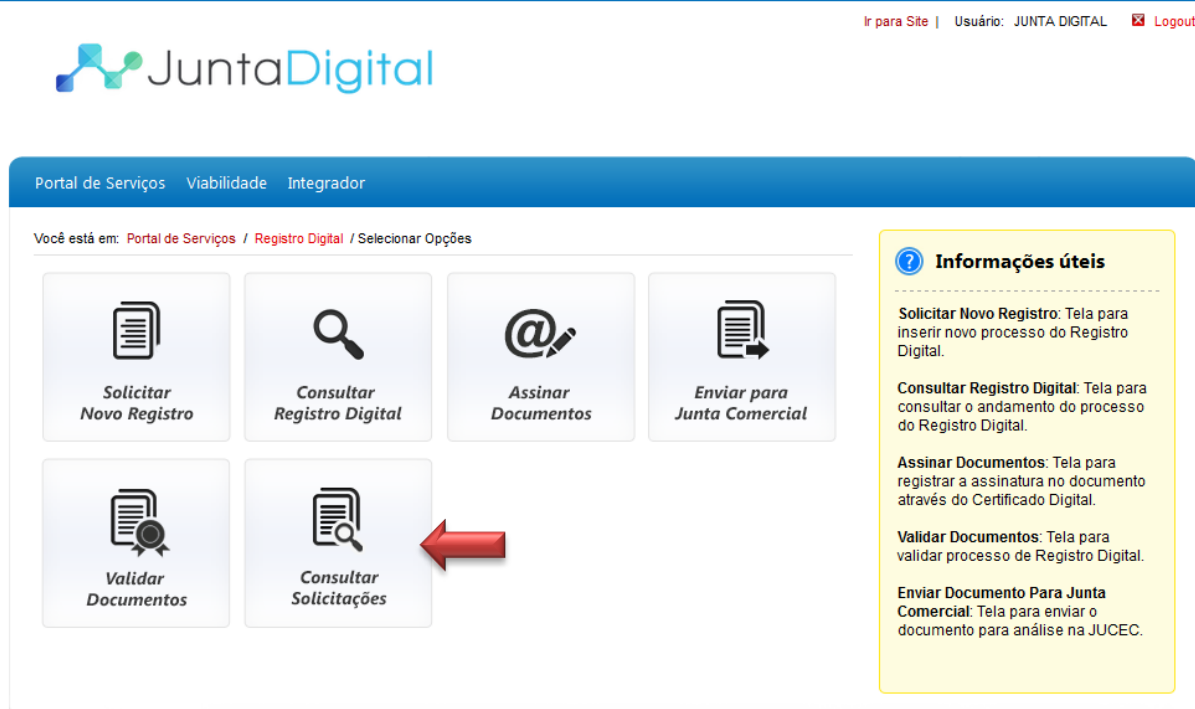 Ir para Site | Usuário: JUNTA DIGITAL Logout
JuntaDigital
Portal de Serviços Viabilidade Integrador
Você está em: Portal de Serviços / Registro Digital / Selecionar Opções
Solicitar
Novo Registro
Consultar
Registro Digital
Assinar
Documentos
Enviar para
Junta Comercial
Validar
Documentos
Consultar
Solicitações
Informações úteis
Solicitar Novo Registro: Tela para
inserir novo processo do Registro
Digital.
Consultar Registro Digital: Tela para
consultar o andamento do processo
do Registro Digital.
Assinar Documentos: Tela para
registrar a assinatura no documento
através do Certificado Digital.
Validar Documentos: Tela para
validar processo de Registro Digital.
Enviar Documento Para Junta
Comercial: Tela para enviar o
documento para análise na JUCEC.